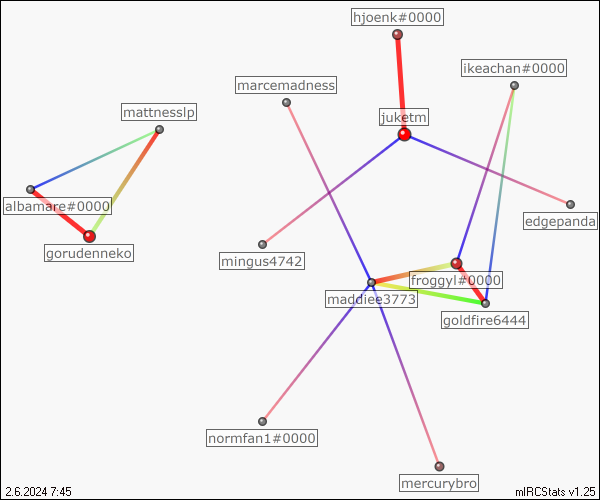 hjoenk#0000
ikeachan#0000
marcemadness
mattnesslp
juketm
albamare#0000
edgepanda
gorudenneko
mingus4742
froggyl#0000
maddiee3773
goldfire6444
normfan1#0000
mercurybro
2.6.2024 7:45
mIRCStats v1.25